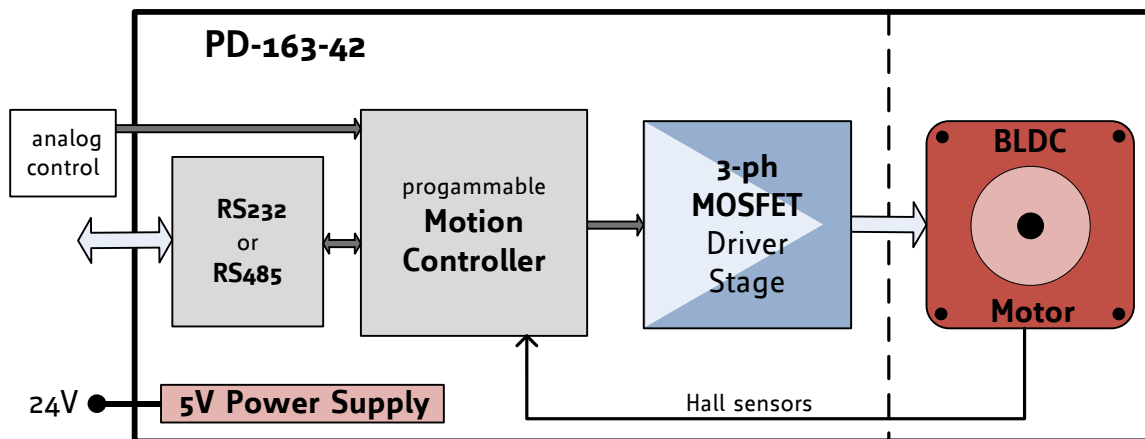 PD-163-42
analog
control
RS232
or
RS485
progammable
Motion
Controller
3-ph
MOSFET
Driver
Stage
BLDC
Motor
24V
5V Power Supply
Hall sensors